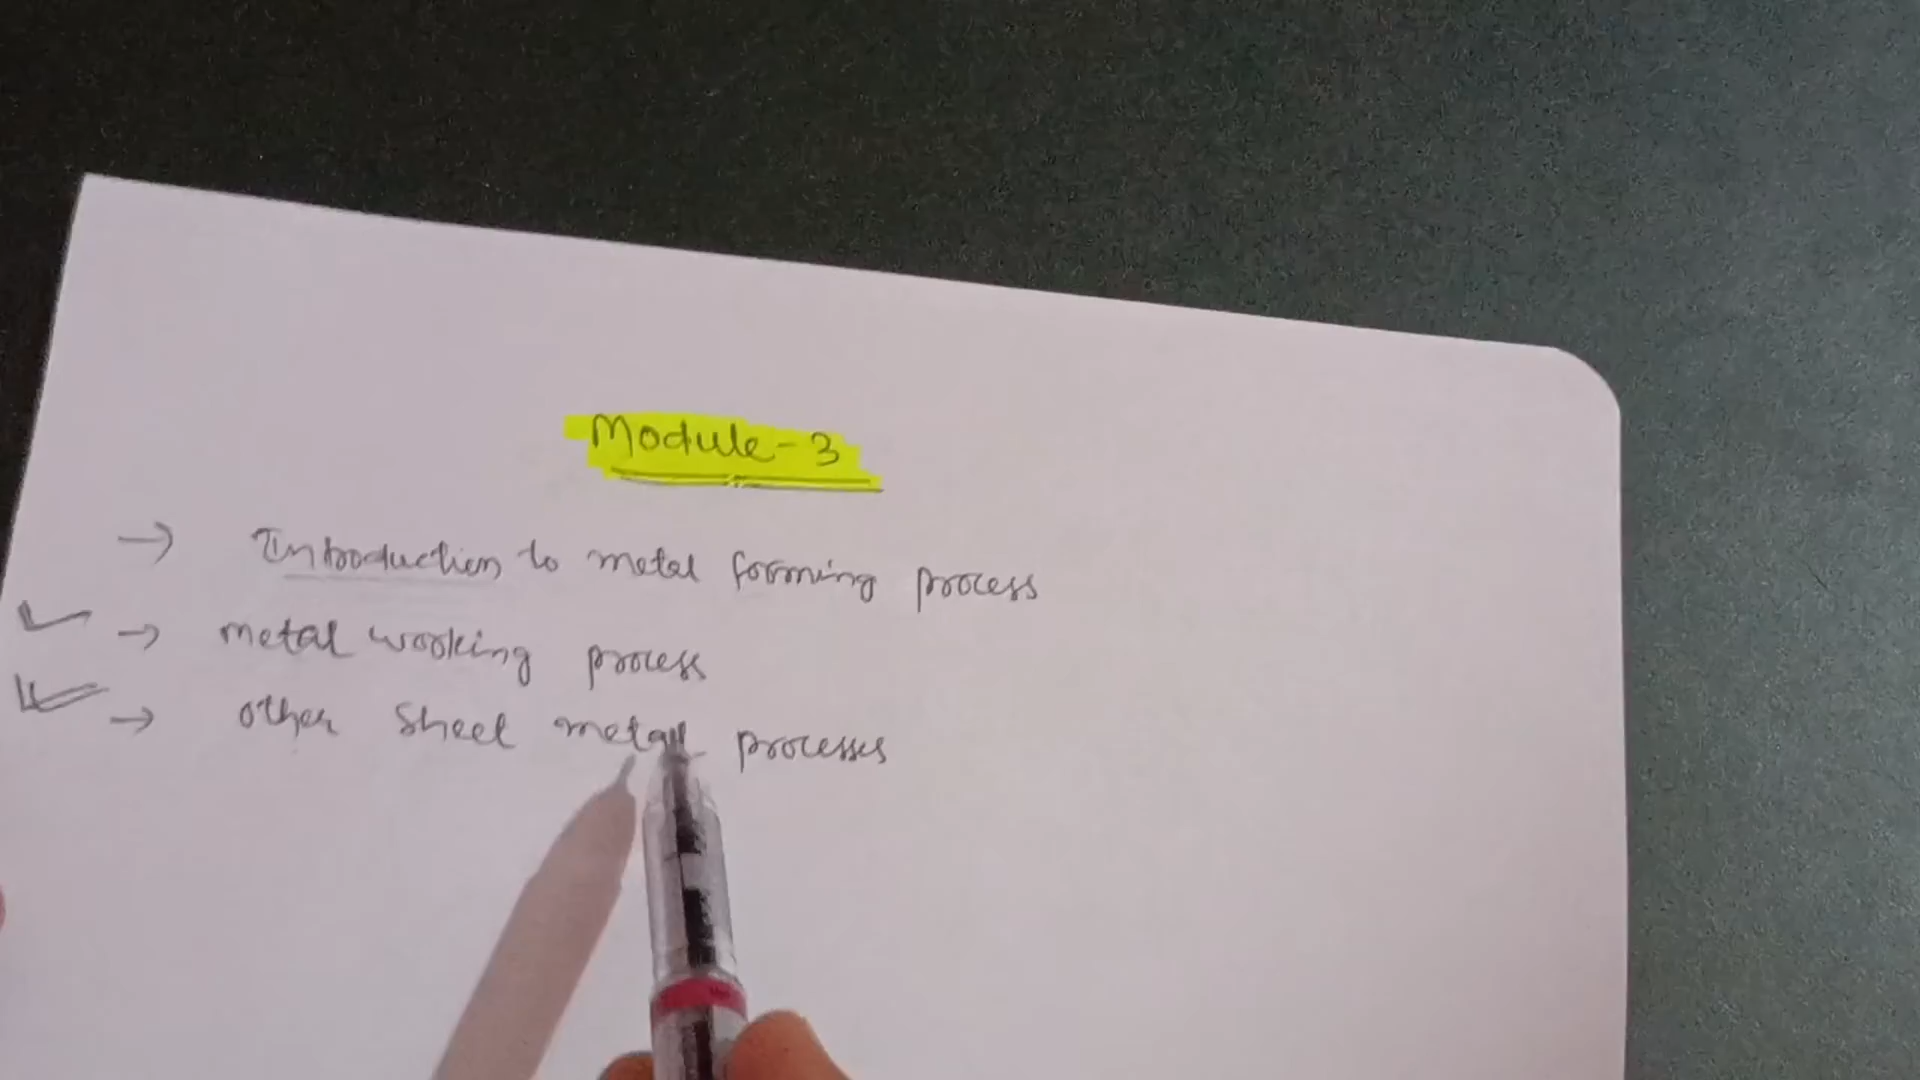 Module-3
→ Introduction to metal forming process
→ metal working process
→ other sheet metal processes